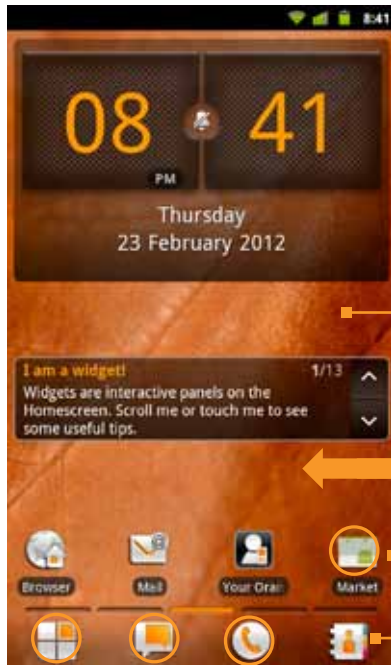 8:41
08 41
PM
Thursday
23 February 2012
I am a widget! 1/13
Widgets are interactive panels on the
Homescreen. Scroll me or touch me to see
some useful tips.
Browser Mail Your Oran Market